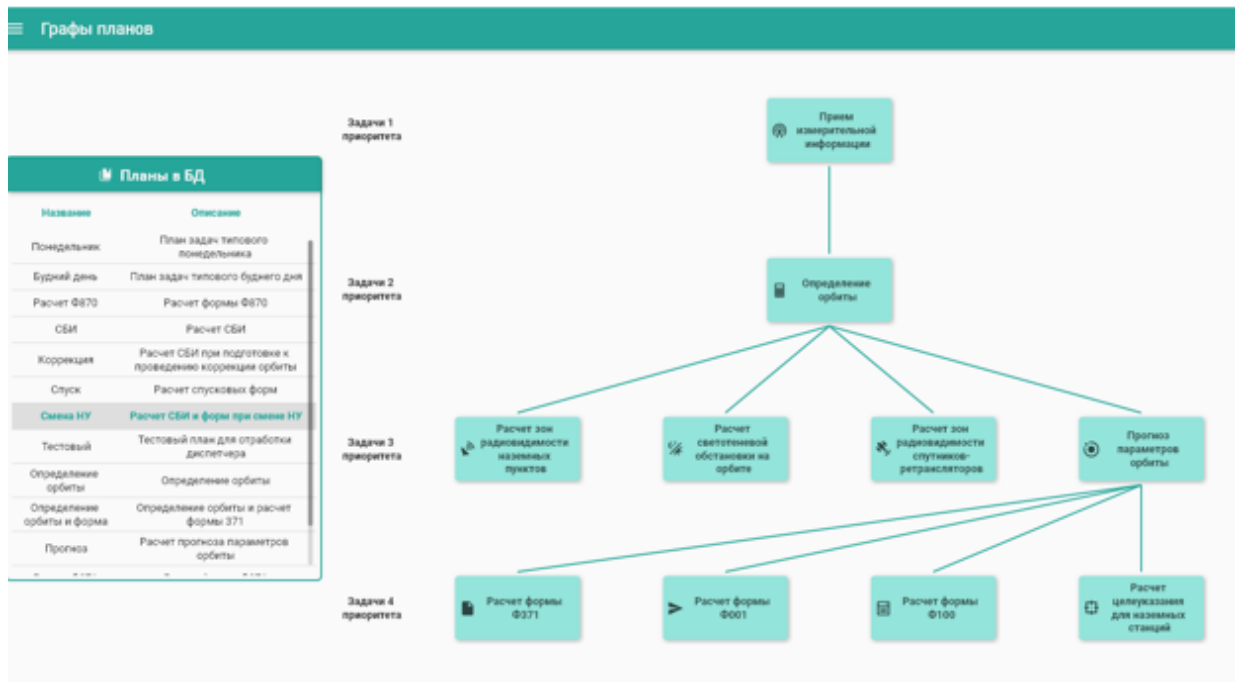 Графы планов
Планы в БД
Название Описание
Понедельник План задач типового
понедельника
Будний день План задач типового буднего дня
Расчет Ф870 Расчет формы Ф870
СБИ Расчет СБИ
Коррекция Расчет СБИ при подготовке к
проведению коррекции орбиты
Спуск Расчет спусковых форм
Смена НУ Расчет СБИ и форм при смене НУ
Тестовый Тестовый план для отработки
диспетчера
Определение
орбиты
Определение орбиты
Определение
орбиты и форма
Определение орбиты и расчет
формы 371
Прогноз Расчет прогноза параметров
орбиты
Задачи 1
приоритета
Прием
измерительной
информации
Задачи 2
приоритета
Определение
орбиты
Задачи 3
приоритета
Расчет зон
радиовидимости
наземных
пунктов
Расчет
светотеневой
обстановки на
орбите
Расчет зон
радиовидимости
спутников-
ретрансляторов
Прогноз
параметров
орбиты
Задачи 4
приоритета
Расчет формы
Ф371
Расчет формы
Ф001
Расчет формы
Ф100
Расчет
целеуказания
для наземных
станций